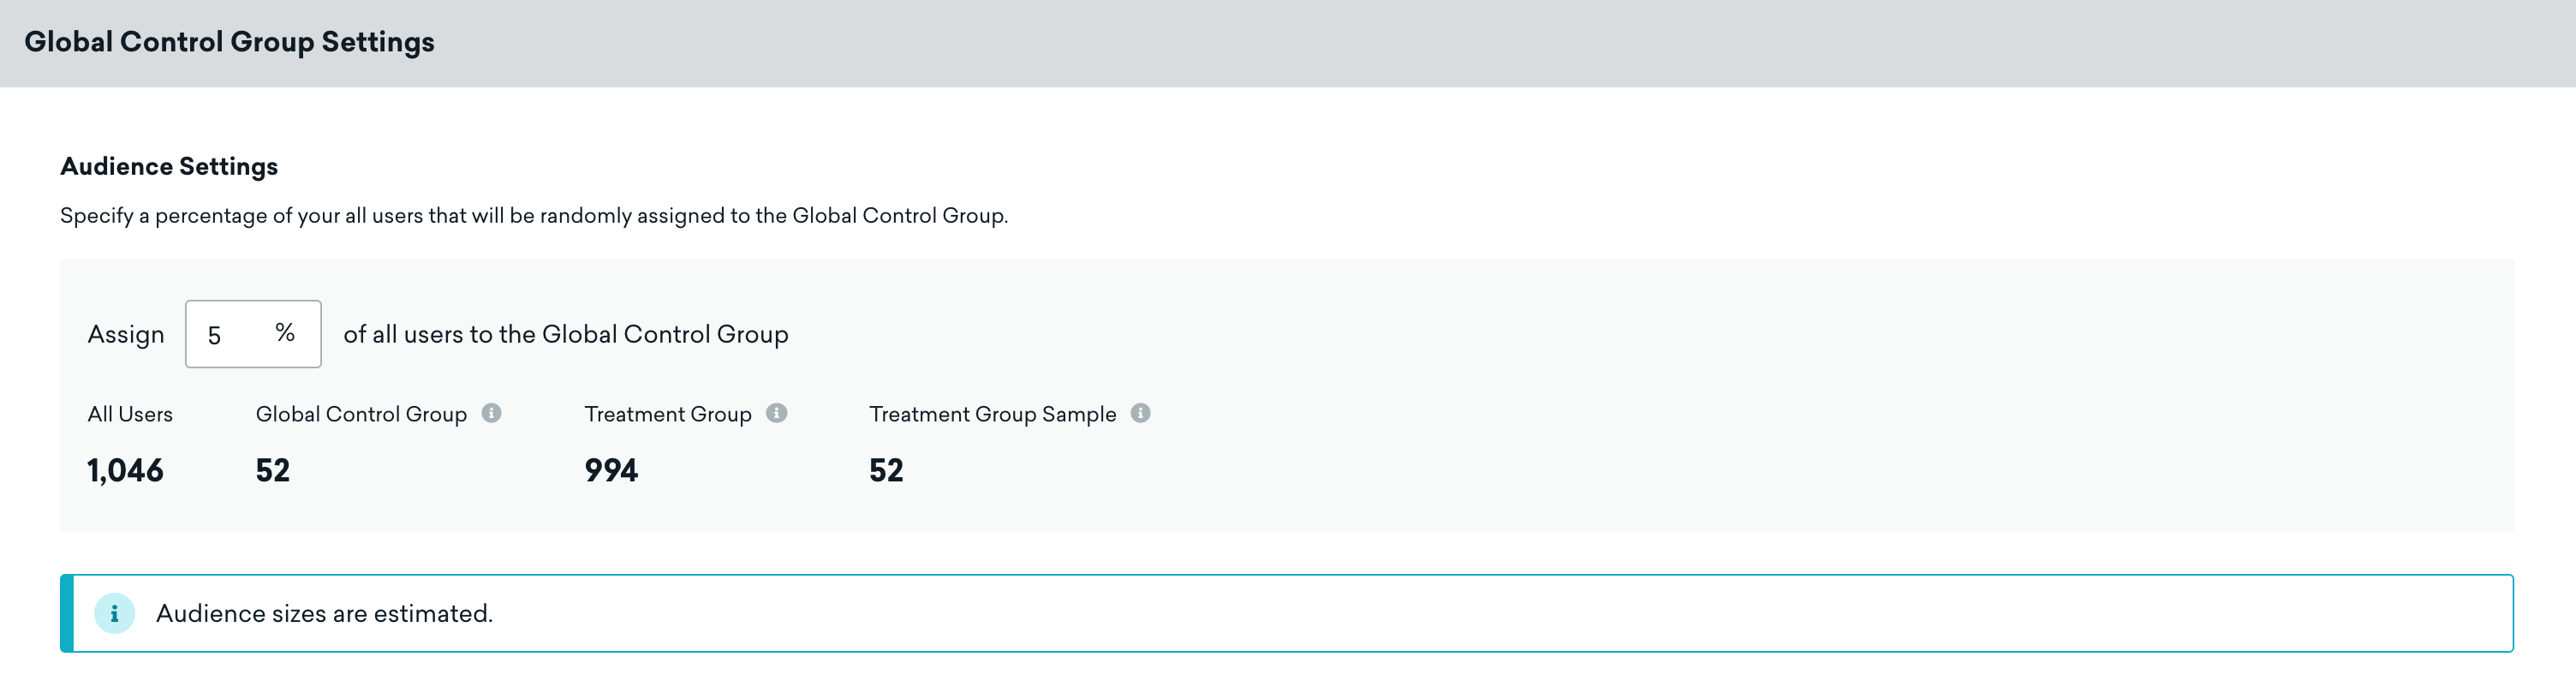 Global Control Group Settings
Audience Settings
Specify a percentage of your all users that will be randomly assigned to the Global Control Group.
Assign 5 % of all users to the Global Control Group
All Users Global Control Group i Treatment Group i Treatment Group Sample i
1,046 52 994 52
i Audience sizes are estimated.